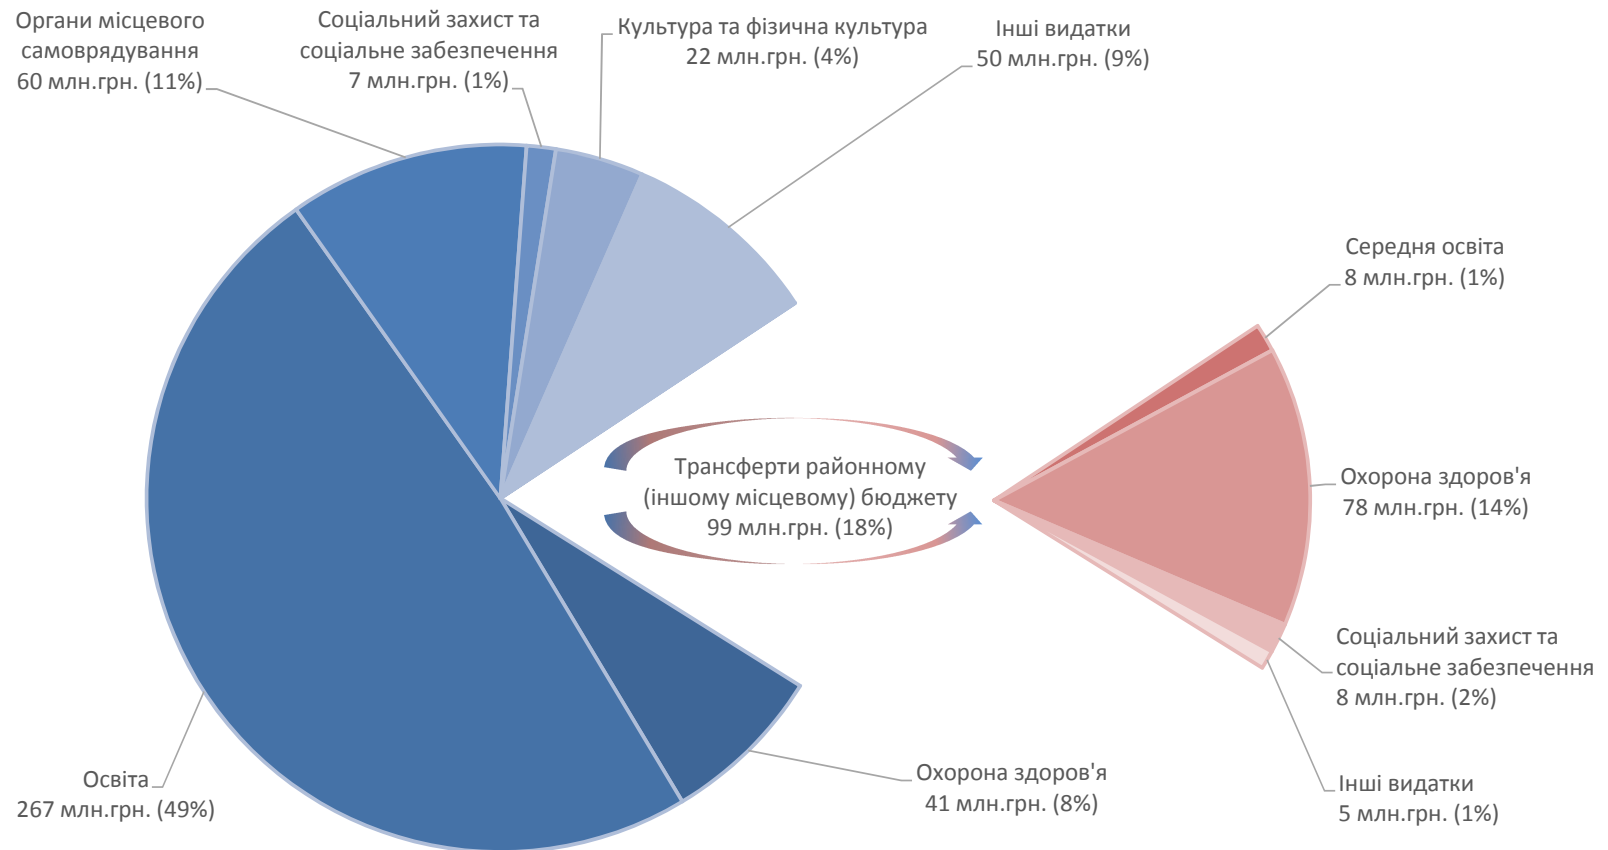 Органи місцевого
самоврядування
60 млн.грн. (11%)
Соціальний захист та
соціальне забезпечення
7 млн.грн. (1%)
Культура та фізична культура
22 млн.грн. (4%)
Інші видатки
50 млн.грн. (9%)
Середня освіта
8 млн.грн. (1%)
Трансферти районному
(іншому місцевому) бюджету
99 млн.грн. (18%)
Охорона здоров'я
78 млн.грн. (14%)
Соціальний захист та
соціальне забезпечення
8 млн.грн. (2%)
Освіта
267 млн.грн. (49%)
Охорона здоров'я
41 млн.грн. (8%)
Інші видатки
5 млн.грн. (1%)